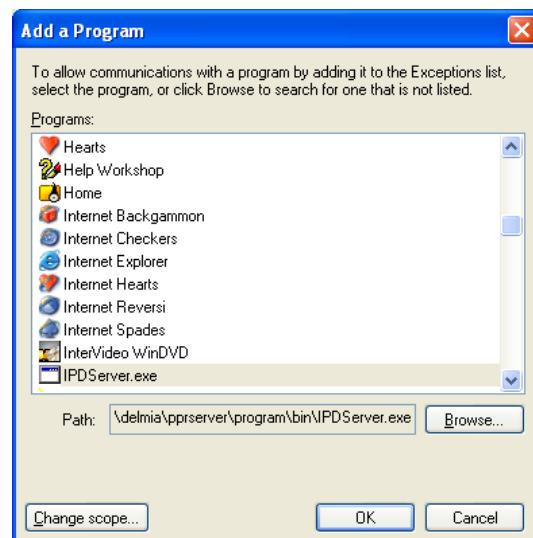 Add a Program
To allow communications with a program by adding it to the Exceptions list,
select the program, or click Browse to search for one that is not listed.
Programs:
Hearts
Help Workshop
Home
Internet Backgammon
Internet Checkers
Internet Explorer
Internet Hearts
Internet Reversi
Internet Spades
InterVideo WinDVD
IPDServer.exe
Path: \delmia\pprserver\program\bin\IPDServer.exe Browse...
Change scope... OK Cancel